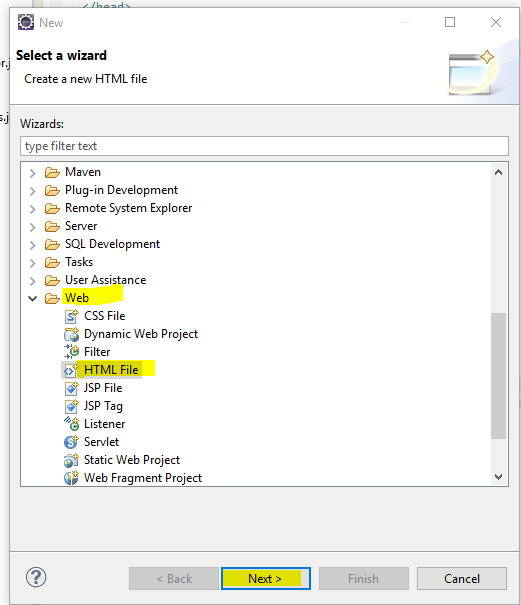 </head>
New
Select a wizard
Create a new HTML file
or.j
Wizards:
s.j
type filter text
Maven
Plug-in Development
Remote System Explorer
Server
SQL Development
Tasks
User Assistance
Web
CSS File
Dynamic Web Project
Filter
HTML File
JSP File
JSP Tag
Listener
Servlet
Static Web Project
Web Fragment Project
? < Back Next > Finish Cancel